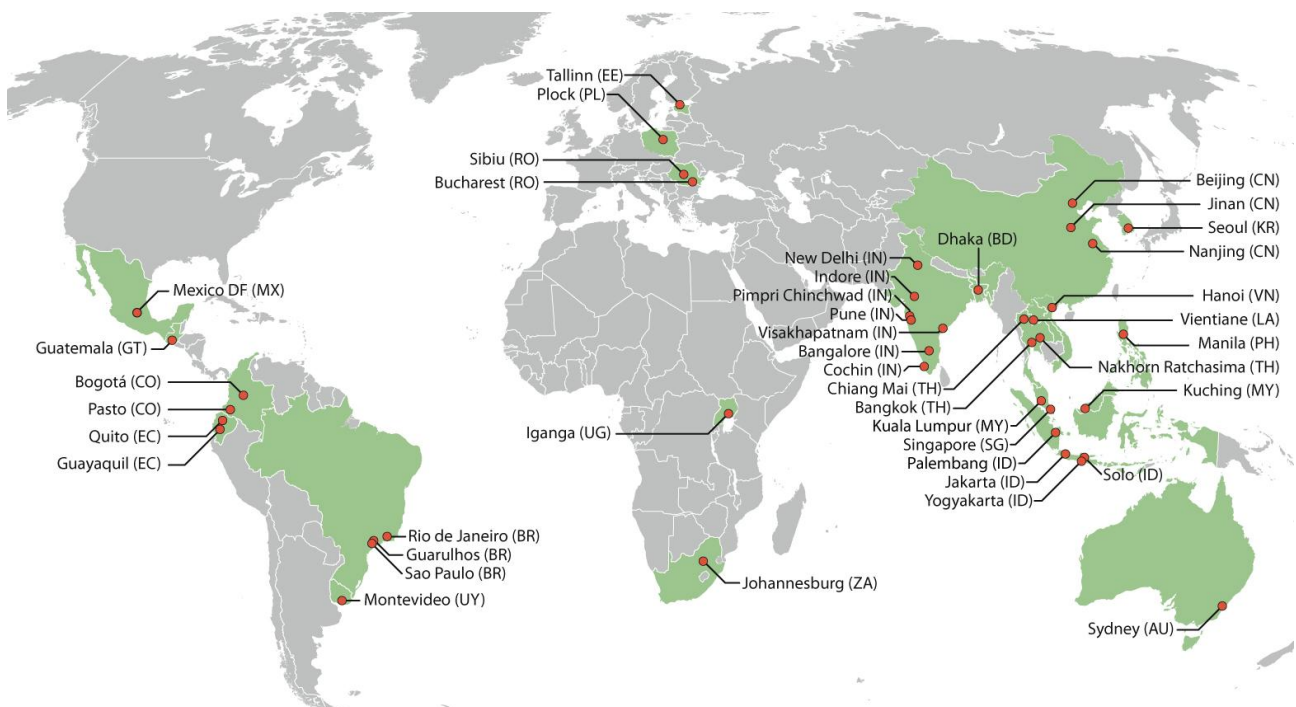 Tallinn (EE)
Plock (PL)
Sibiu (RO)
Bucharest (RO)
Beijing (CN)
Jinan (CN)
Seoul (KR)
Nanjing (CN)
Dhaka (BD)
New Delhi (IN)
Indore (IN)
Pimpri Chinchwad (IN)
Pune (IN)
Visakhapatnam (IN)
Bangalore (IN)
Cochin (IN)
Chiang Mai (TH)
Bangkok (TH)
Kuala Lumpur (MY)
Singapore (SG)
Palembang (ID)
Jakarta (ID)
Yogyakarta (ID)
Solo (ID)
Hanoi (VN)
Vientiane (LA)
Manila (PH)
Nakhorn Ratchasima (TH)
Kuching (MY)
Mexico DF (MX)
Guatemala (GT)
Bogotá (CO)
Pasto (CO)
Quito (EC)
Guayaquil (EC)
Iganga (UG)
Rio de Janeiro (BR)
Guarulhos (BR)
Sao Paulo (BR)
Montevideo (UY)
Johannesburg (ZA)
Sydney (AU)